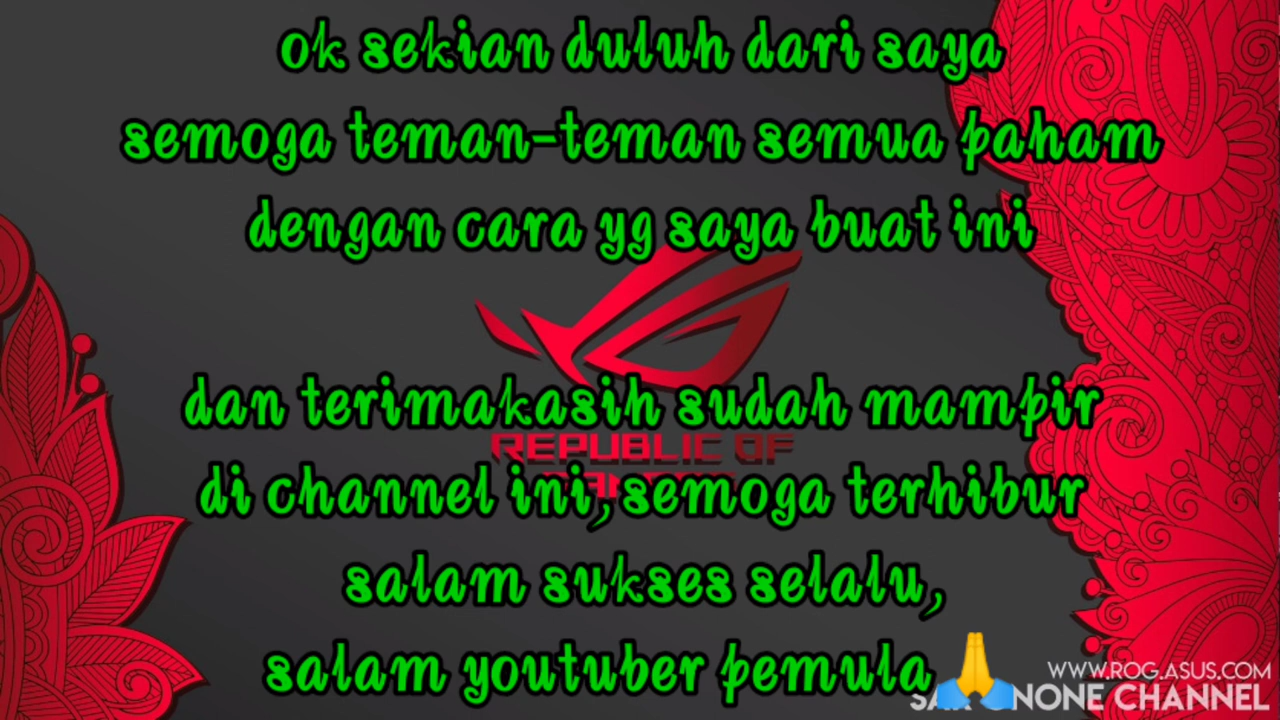 ok sekian duluh dari saya
semoga teman-teman semua paham
dengan cara yg saya buat ini
dan terimakasih sudah mampir
REPUBLIC OF
di channel ini, semoga terhibur
salam sukses selalu,
salam youtuber pemula 🙏
WWW.ROG.ASUS.COM
NONE CHANNEL